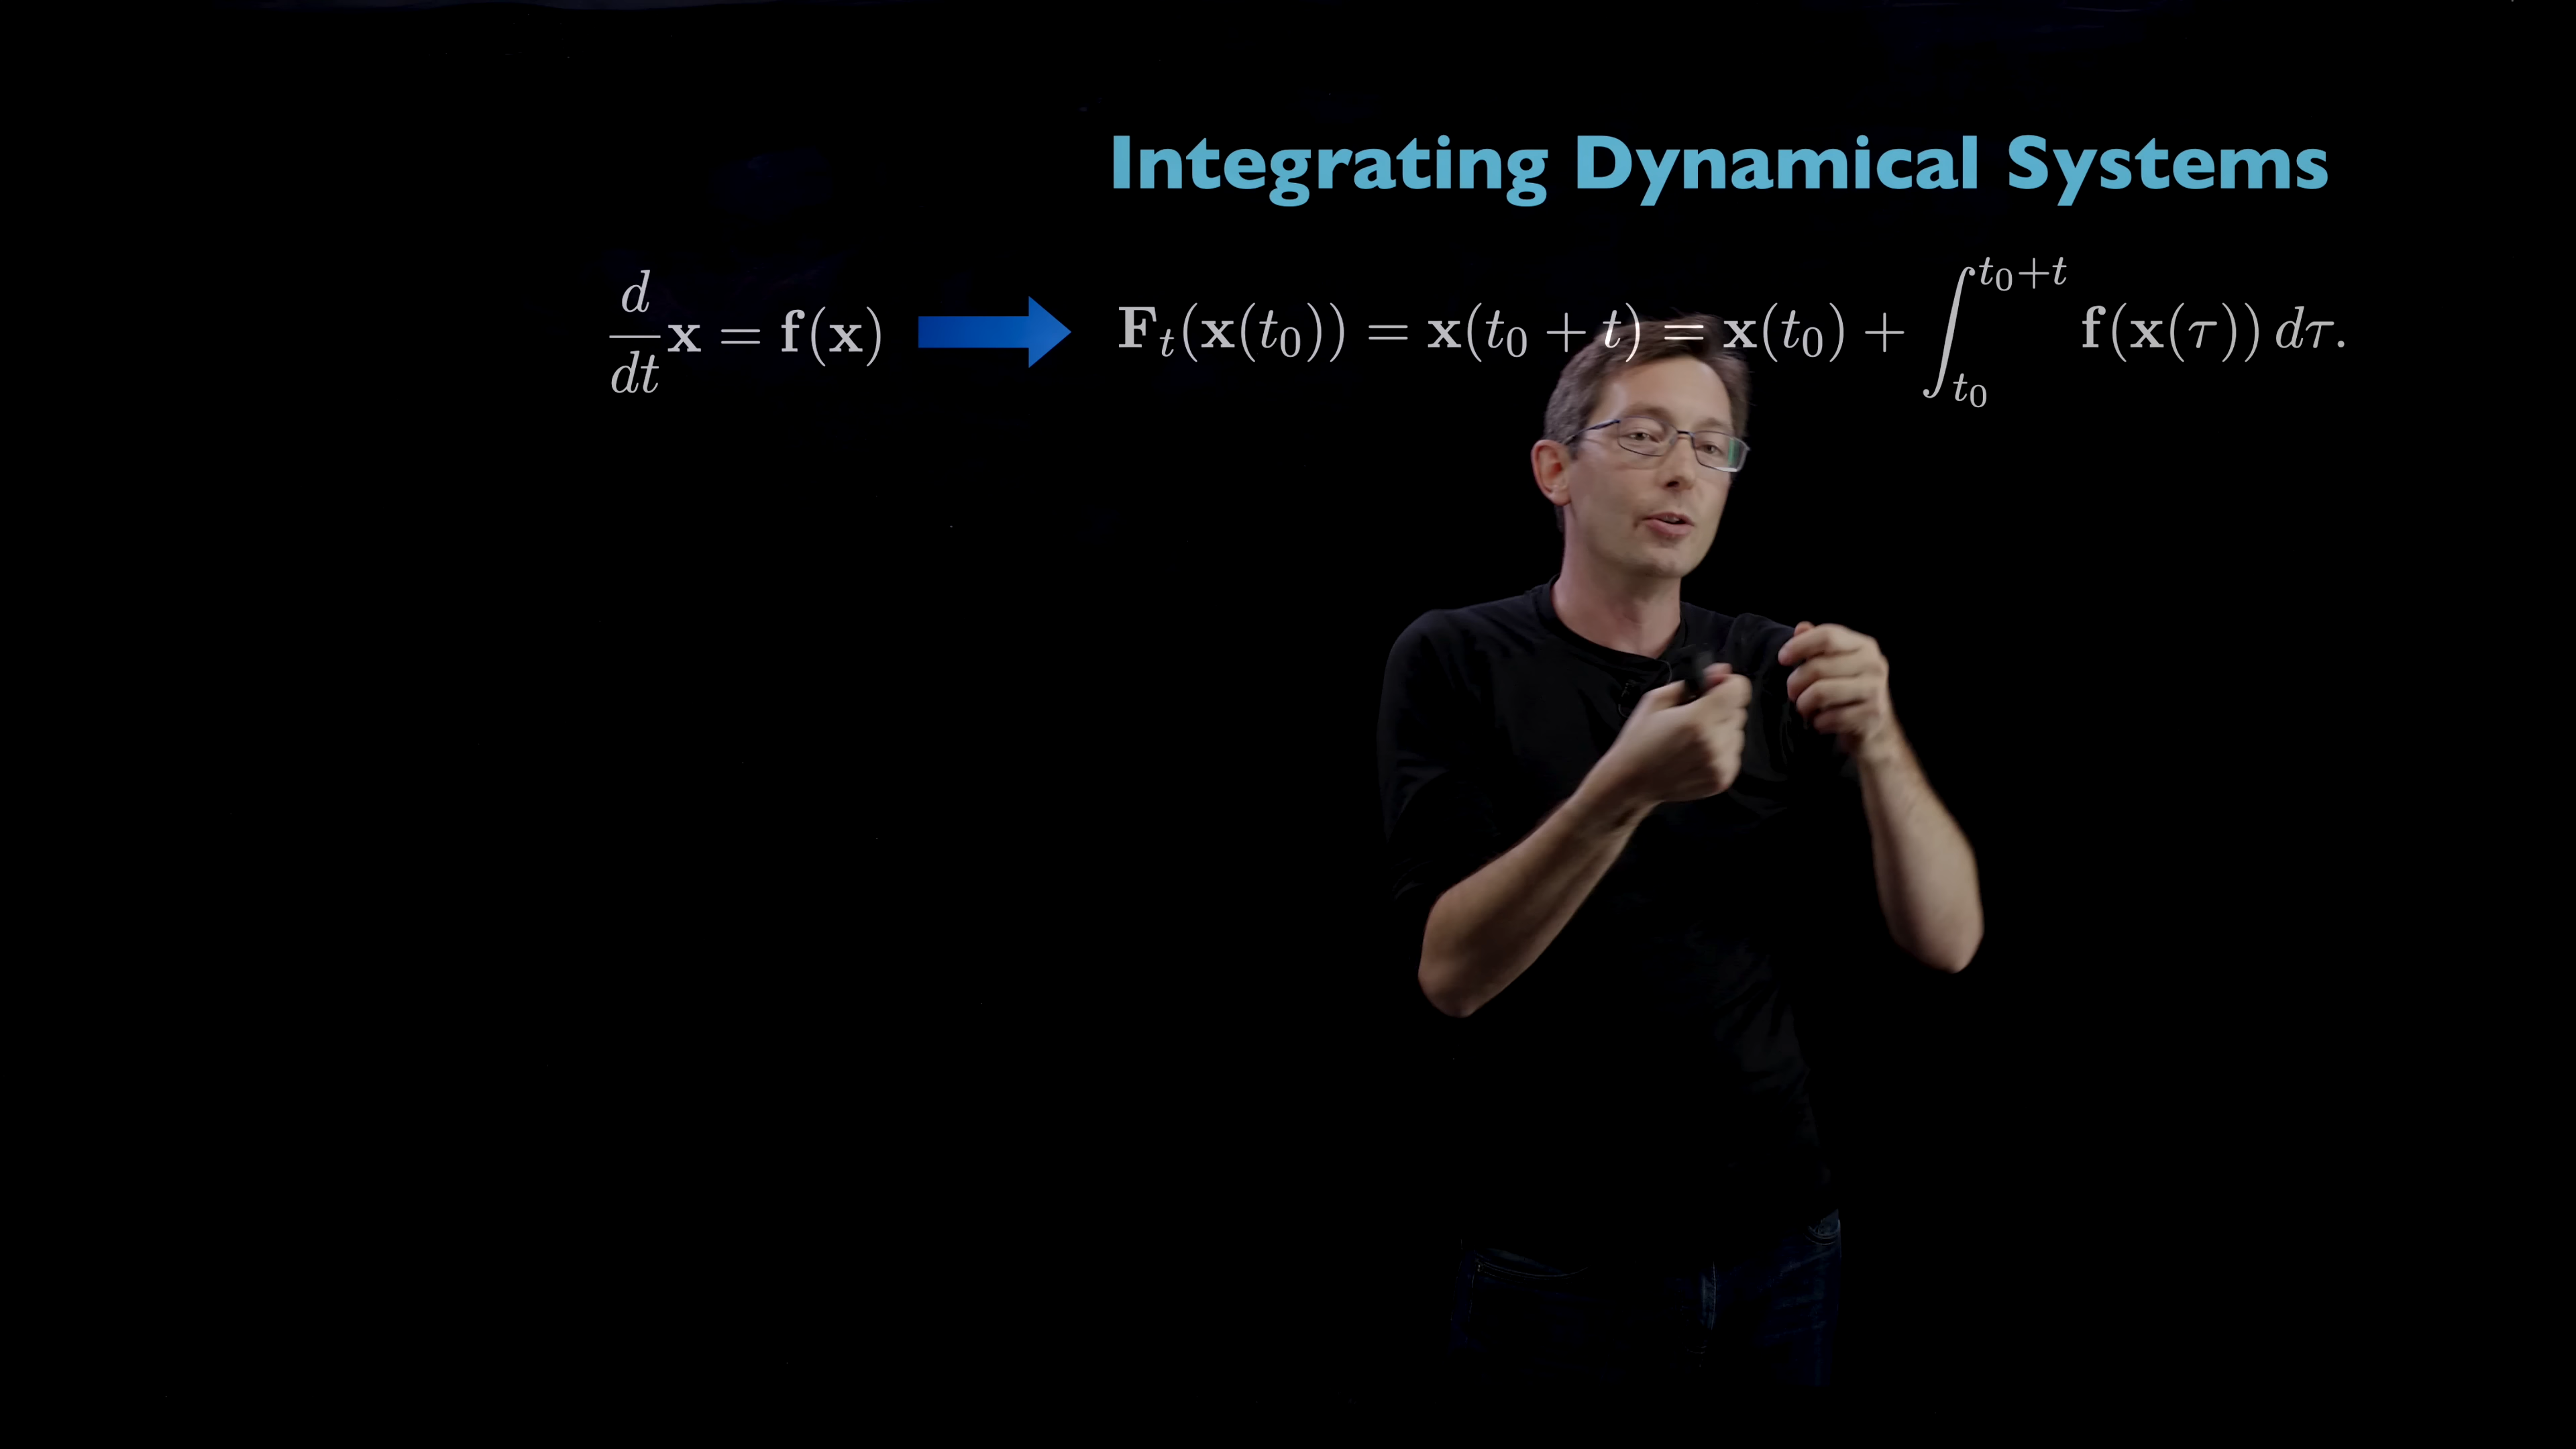 Integrating Dynamical Systems
d/dt x = f(x) F_t(x(t_0)) = x(t_0 + t) = x(t_0) + ∫_{t_0}^{t_0+t} f(x(τ)) dτ.